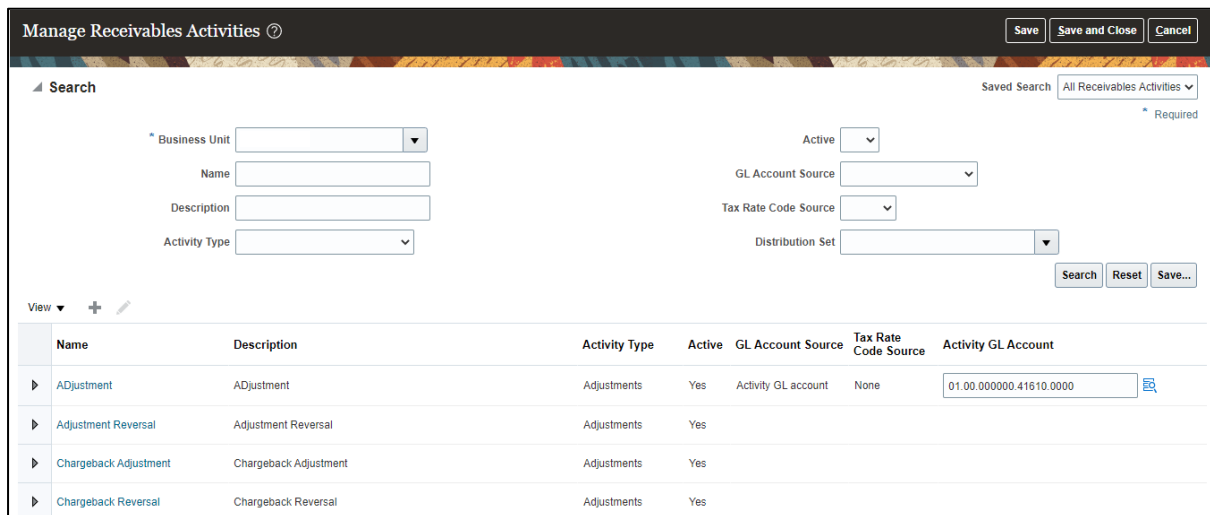 Manage Receivables Activities ?
Save Save and Close Cancel
Search
Saved Search All Receivables Activities
* Required
* Business Unit
Active
Name
GL Account Source
Description
Tax Rate Code Source
Activity Type
Distribution Set
Search Reset Save...
View
Name Description Activity Type Active GL Account Source Tax Rate Code Source Activity GL Account
ADjustment ADjustment Adjustments Yes Activity GL account None 01.00.000000.41610.0000
Adjustment Reversal Adjustment Reversal Adjustments Yes
Chargeback Adjustment Chargeback Adjustment Adjustments Yes
Chargeback Reversal Chargeback Reversal Adjustments Yes